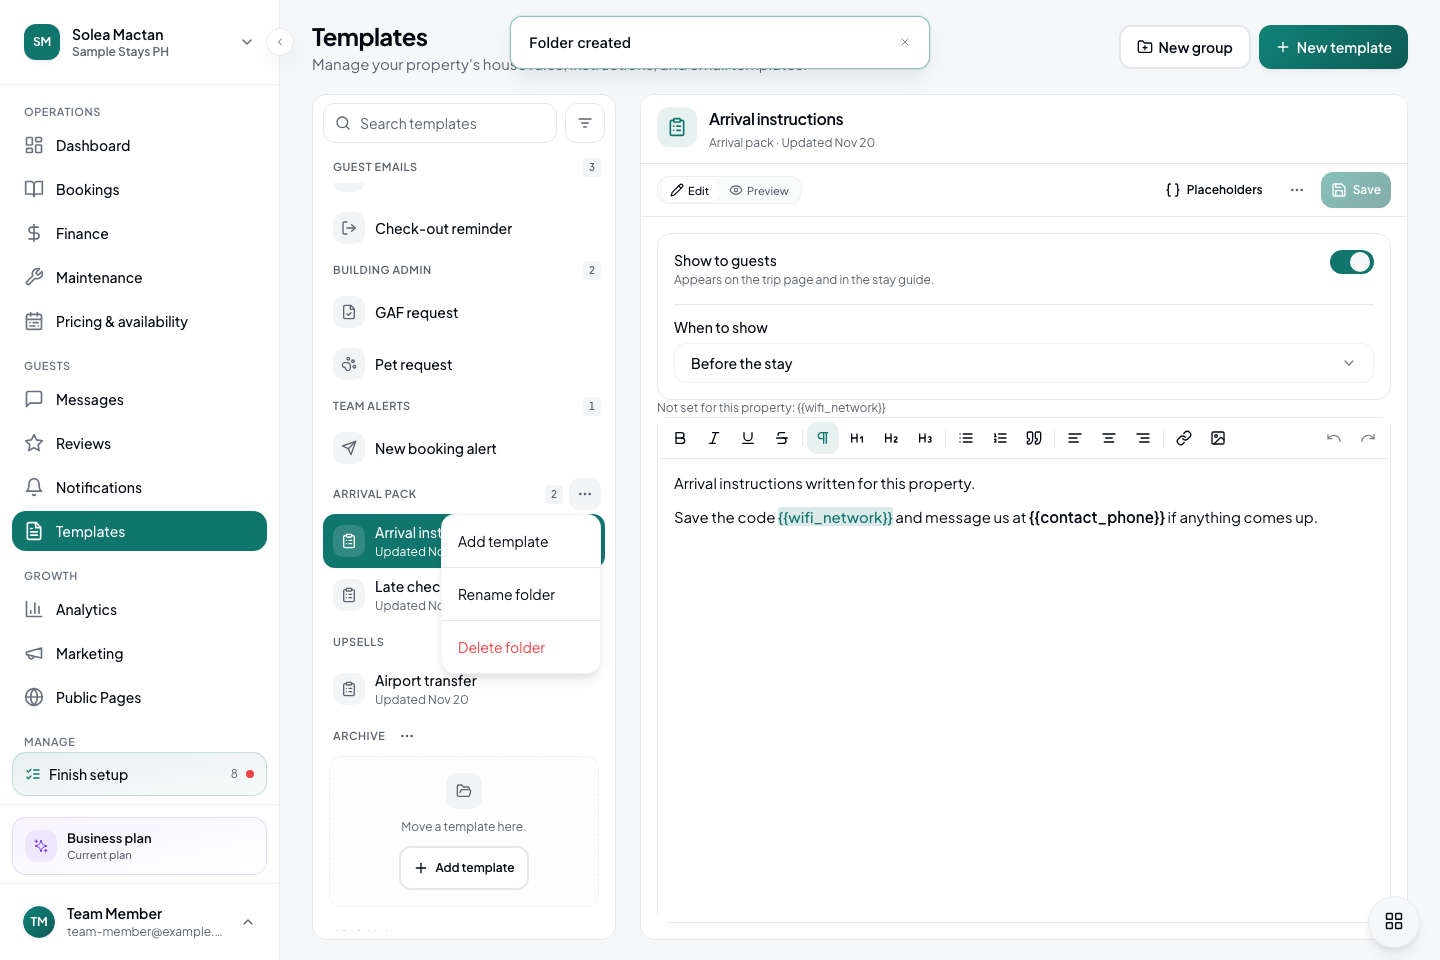 SM
Solea Mactan
Sample Stays PH
OPERATIONS
Dashboard
Bookings
Finance
Maintenance
Pricing & availability
GUESTS
Messages
Reviews
Notifications
Templates
GROWTH
Analytics
Marketing
Public Pages
MANAGE
Finish setup
8
Business plan
Current plan
TM
Team Member
team-member@example....
Templates
Manage your property's house rules, instructions, and email templates.
Folder created
New group
New template
Search templates
GUEST EMAILS
3
Check-out reminder
BUILDING ADMIN
2
GAF request
Pet request
TEAM ALERTS
1
New booking alert
ARRIVAL PACK
2
Arrival inst
Updated No
Late chec
Updated No
Add template
Rename folder
Delete folder
UPSELLS
Airport transfer
Updated Nov 20
ARCHIVE
Move a template here.
Add template
Arrival instructions
Arrival pack · Updated Nov 20
Edit
Preview
{} Placeholders
Save
Show to guests
Appears on the trip page and in the stay guide.
When to show
Before the stay
Not set for this property: {{wifi_network}}
B I U S H1 H2 H3
Arrival instructions written for this property.
Save the code {{wifi_network}} and message us at {{contact_phone}} if anything comes up.